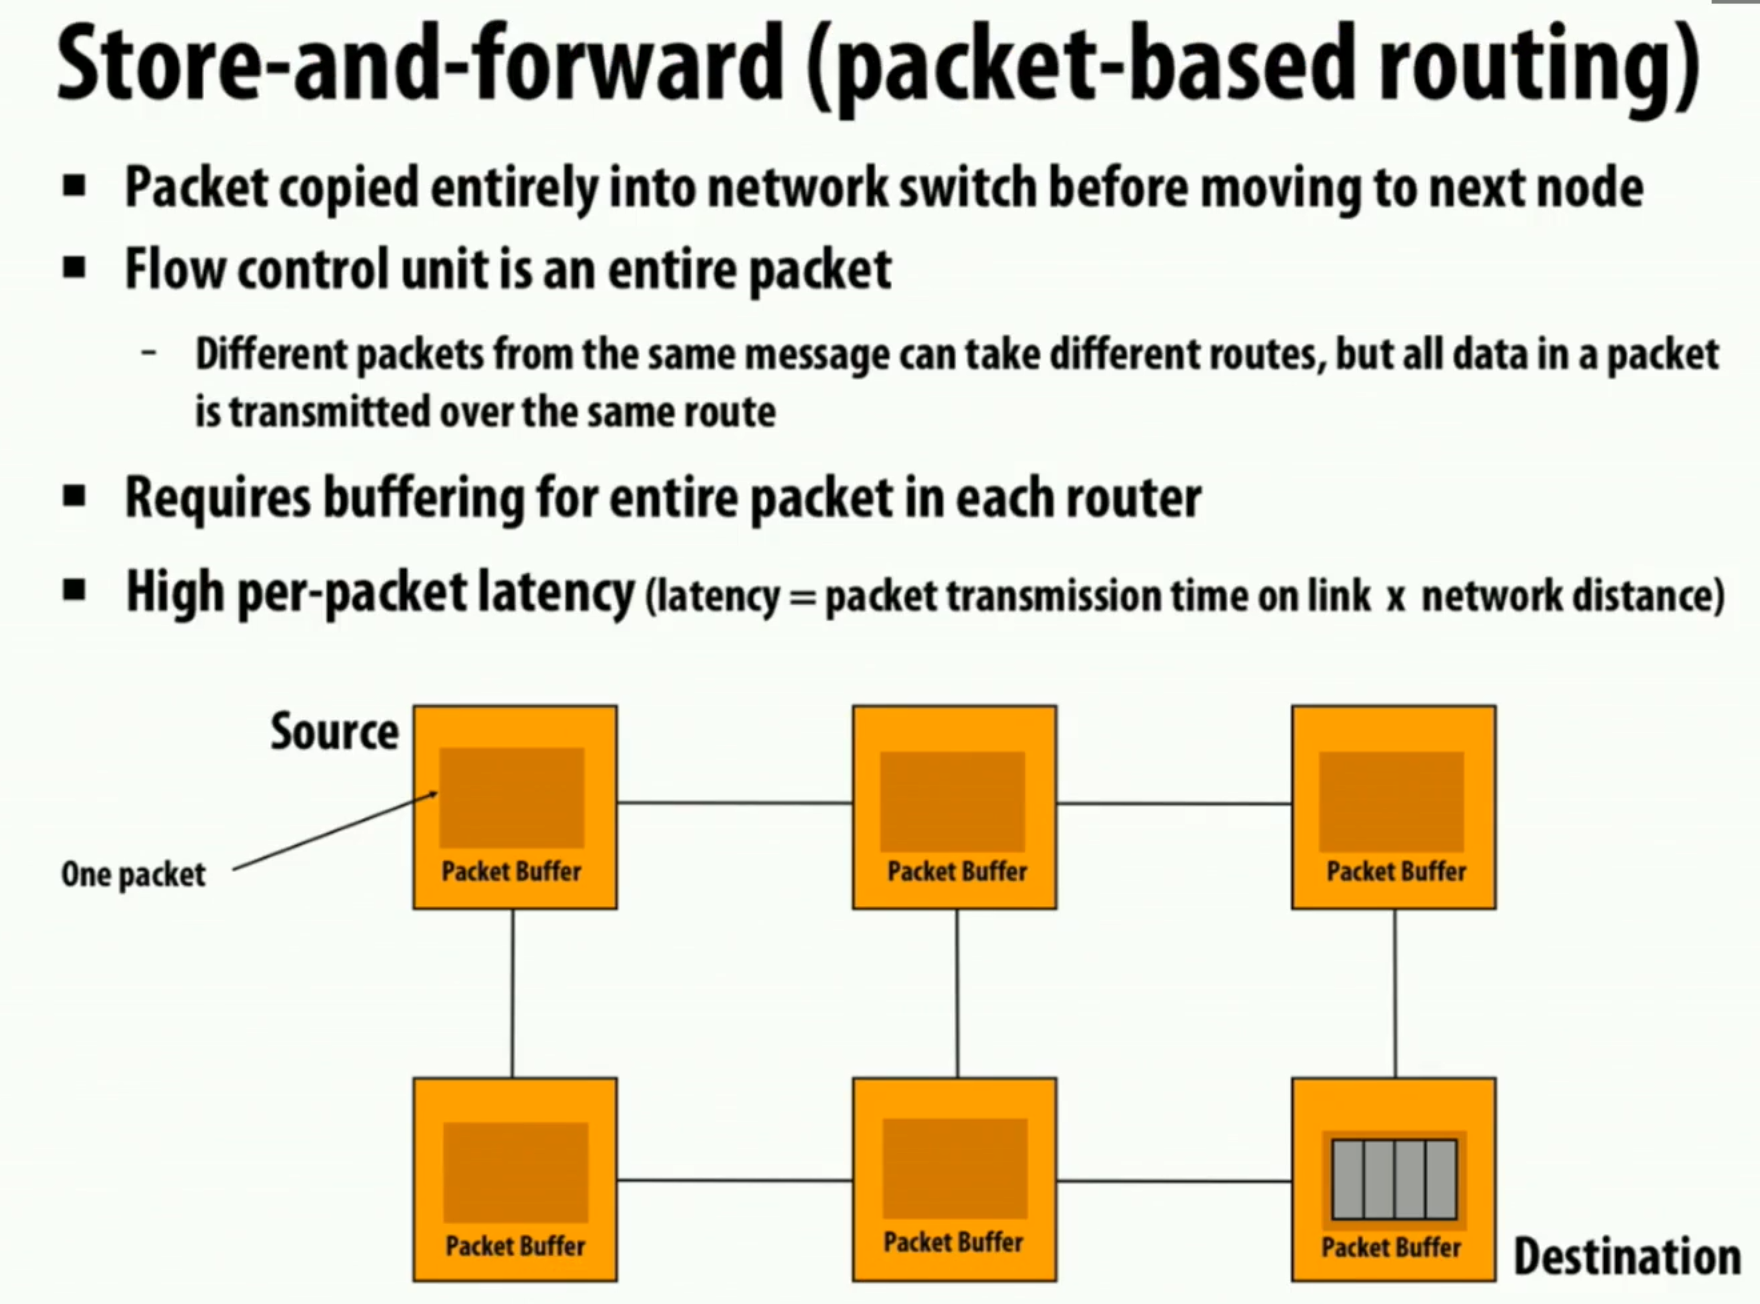 Store-and-forward (packet-based routing)
■ Packet copied entirely into network switch before moving to next node
■ Flow control unit is an entire packet
- Different packets from the same message can take different routes, but all data in a packet
is transmitted over the same route
■ Requires buffering for entire packet in each router
■ High per-packet latency (latency = packet transmission time on link x network distance)
Source
One packet
Packet Buffer
Packet Buffer
Packet Buffer
Packet Buffer
Packet Buffer
Packet Buffer
Destination